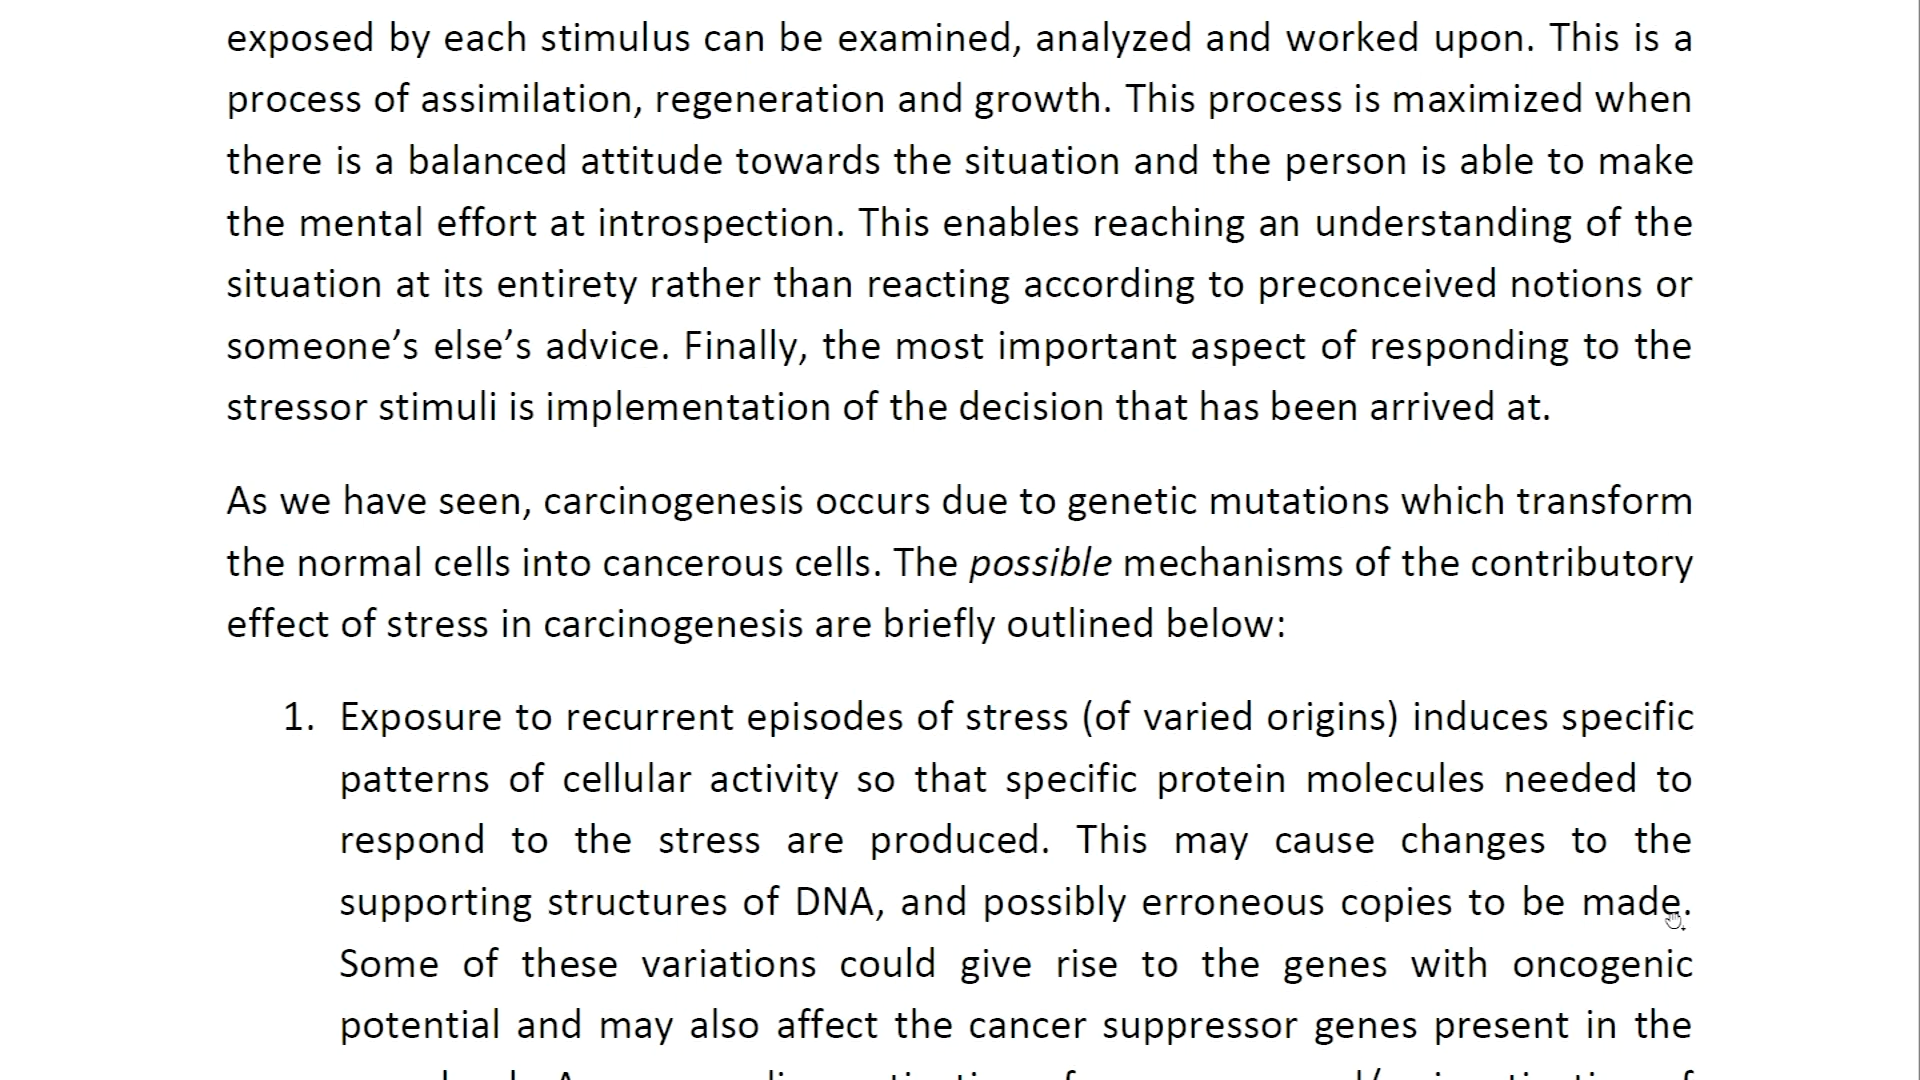 exposed by each stimulus can be examined, analyzed and worked upon. This is a
process of assimilation, regeneration and growth. This process is maximized when
there is a balanced attitude towards the situation and the person is able to make
the mental effort at introspection. This enables reaching an understanding of the
situation at its entirety rather than reacting according to preconceived notions or
someone’s else’s advice. Finally, the most important aspect of responding to the
stressor stimuli is implementation of the decision that has been arrived at.
As we have seen, carcinogenesis occurs due to genetic mutations which transform
the normal cells into cancerous cells. The possible mechanisms of the contributory
effect of stress in carcinogenesis are briefly outlined below:
1. Exposure to recurrent episodes of stress (of varied origins) induces specific
patterns of cellular activity so that specific protein molecules needed to
respond to the stress are produced. This may cause changes to the
supporting structures of DNA, and possibly erroneous copies to be made.
Some of these variations could give rise to the genes with oncogenic
potential and may also affect the cancer suppressor genes present in the